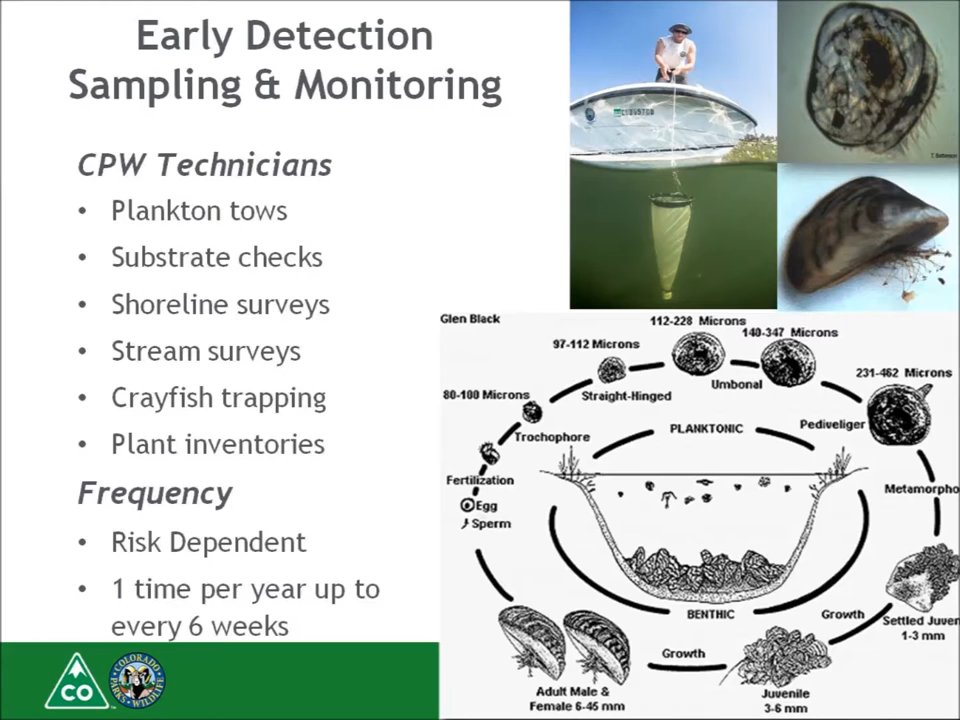 Early Detection
Sampling & Monitoring
CPW Technicians
• Plankton tows
• Substrate checks
• Shoreline surveys
• Stream surveys
• Crayfish trapping
• Plant inventories
Frequency
• Risk Dependent
• 1 time per year up to
every 6 weeks
CO
COLORADO
PARKS
WILDLIFE
Glen Black
112-228 Microns
140-347 Microns
97-112 Microns
231-462 Microns
80-100 Microns
Straight-Hinged
Umbonal
Pediveliger
Trochophore
PLANKTONIC
Fertilization
Egg
Sperm
Metamorpho
BENTHIC
Growth
Settled Juven
1-3 mm
Growth
Adult Male &
Female 6-45 mm
Juvenile
3-6 mm